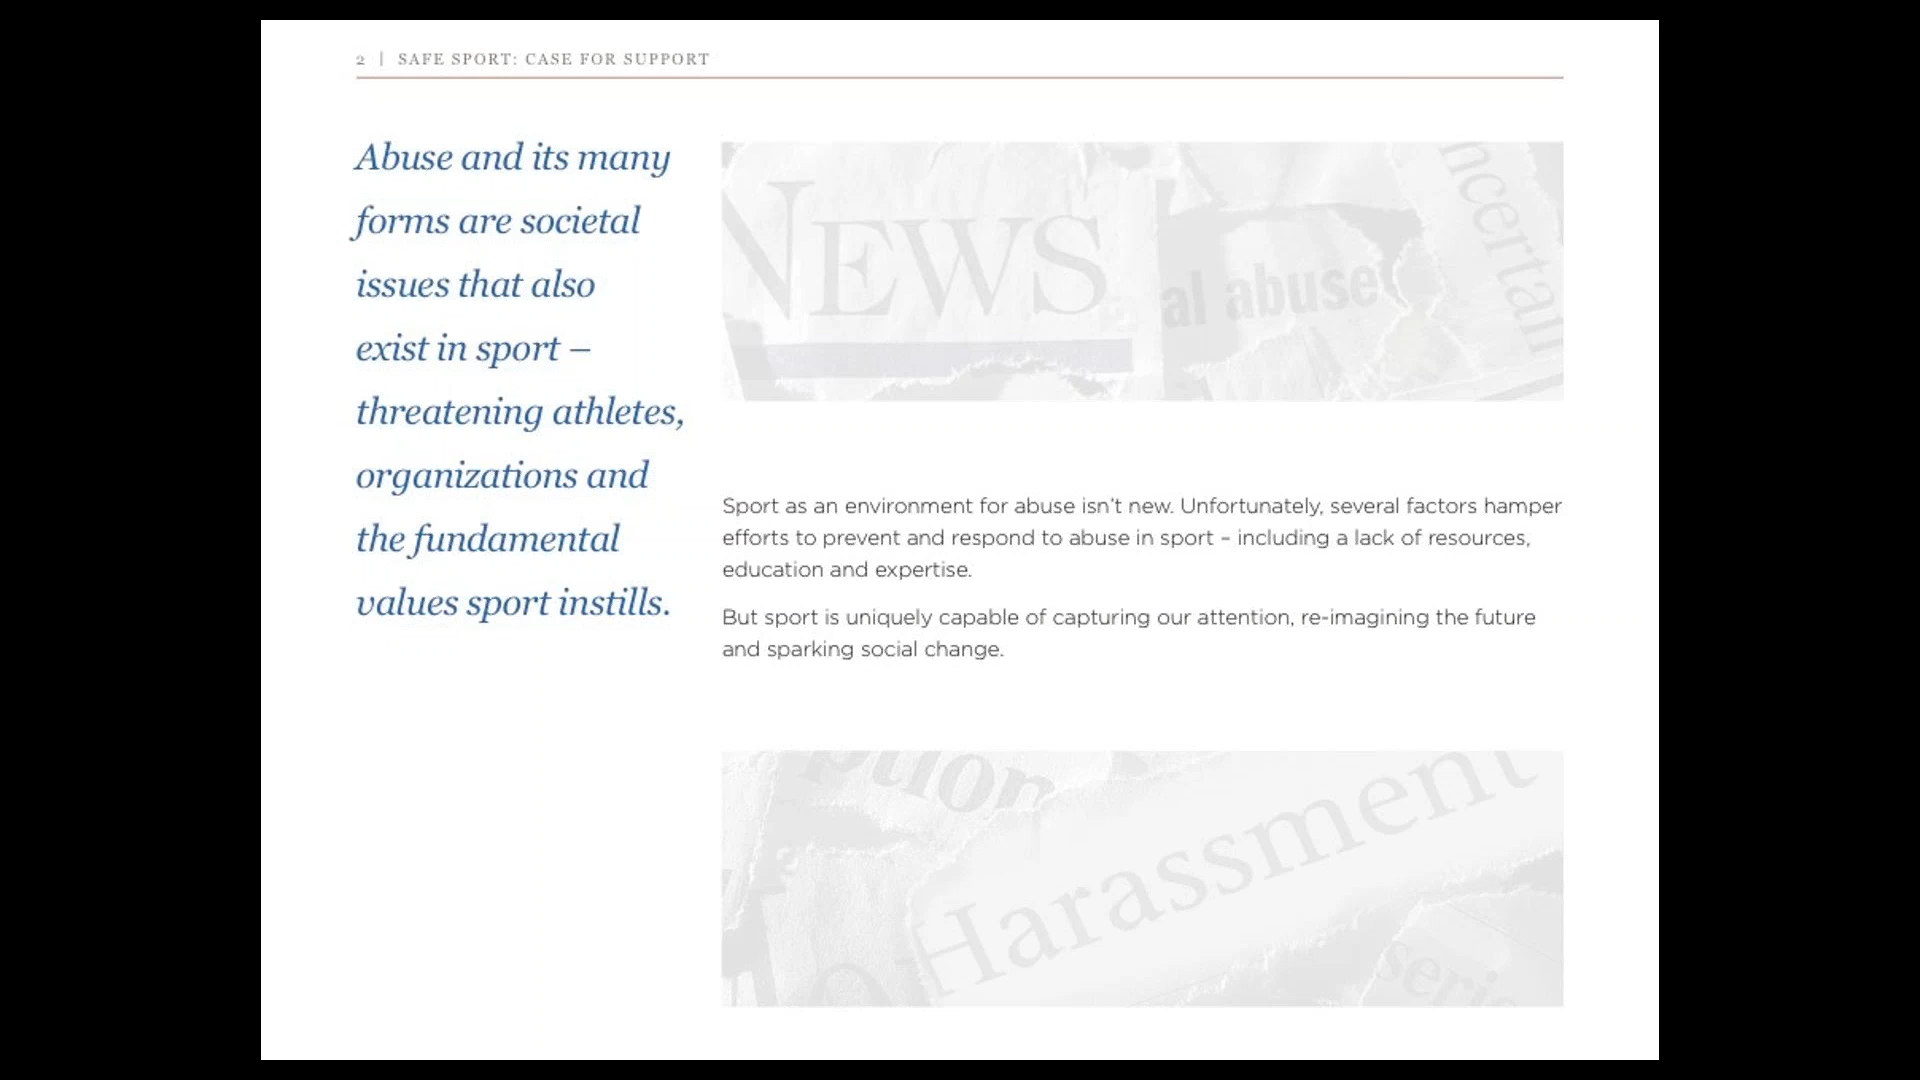 2 | SAFE SPORT: CASE FOR SUPPORT
Abuse and its many
forms are societal
issues that also
exist in sport –
threatening athletes,
organizations and
the fundamental
values sport instills.
NEWS
al abuse
ncertain
Sport as an environment for abuse isn't new. Unfortunately, several factors hamper
efforts to prevent and respond to abuse in sport – including a lack of resources,
education and expertise.
But sport is uniquely capable of capturing our attention, re-imagining the future
and sparking social change.
ption
Harassment
serio